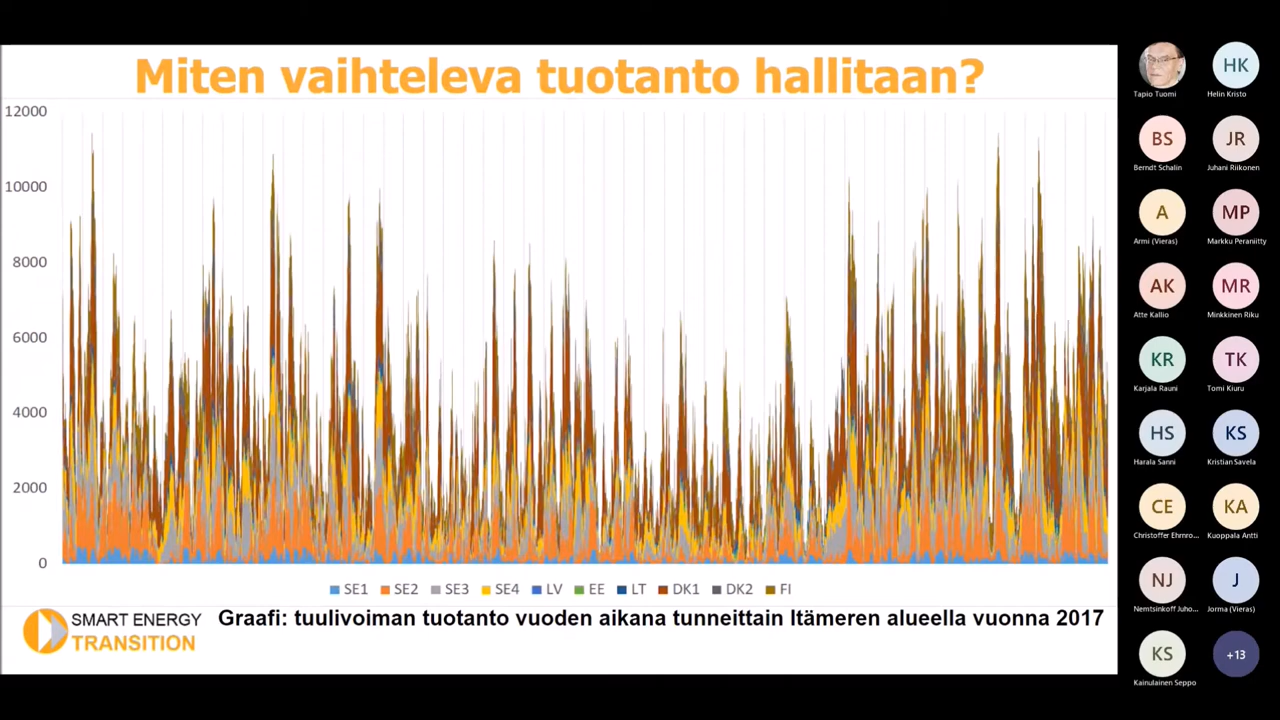 Miten vaihteleva tuotanto hallitaan?
12000
10000
8000
6000
4000
2000
0
SE1 SE2 SE3 SE4 LV EE LT DK1 DK2 FI
SMART ENERGY
TRANSITION
Graafi: tuulivoiman tuotanto vuoden aikana tunneittain Itämeren alueella vuonna 2017
Tapio Tuomi
HK
Helin Kristo
BS
Berndt Schalin
JR
Juhani Riikonen
A
Armi (Vieras)
MP
Markku Peraniitty
AK
Atte Kallio
MR
Minkkinen Riku
KR
Karjala Rauni
TK
Tomi Kiuru
HS
Harala Sanni
KS
Kristian Savela
CE
Christoffer Ehrnro...
KA
Kuoppala Antti
NJ
Nemtsinkoff Juho...
J
Jorma (Vieras)
KS
Kainulainen Seppo
+13